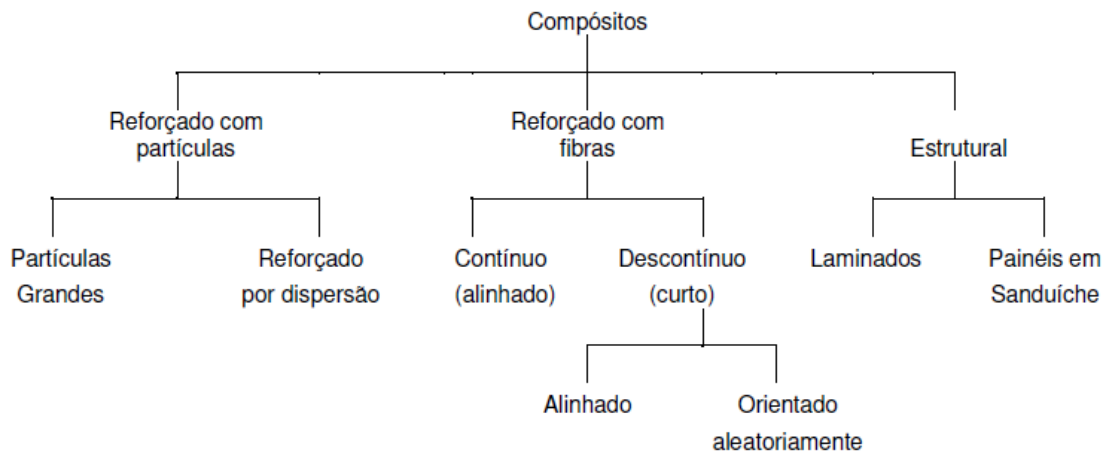 Compósitos
Reforçado com
partículas
Reforçado com
fibras
Estrutural
Partículas
Grandes
Reforçado
por dispersão
Contínuo
(alinhado)
Descontínuo
(curto)
Laminados
Painéis em
Sanduíche
Alinhado
Orientado
aleatoriamente